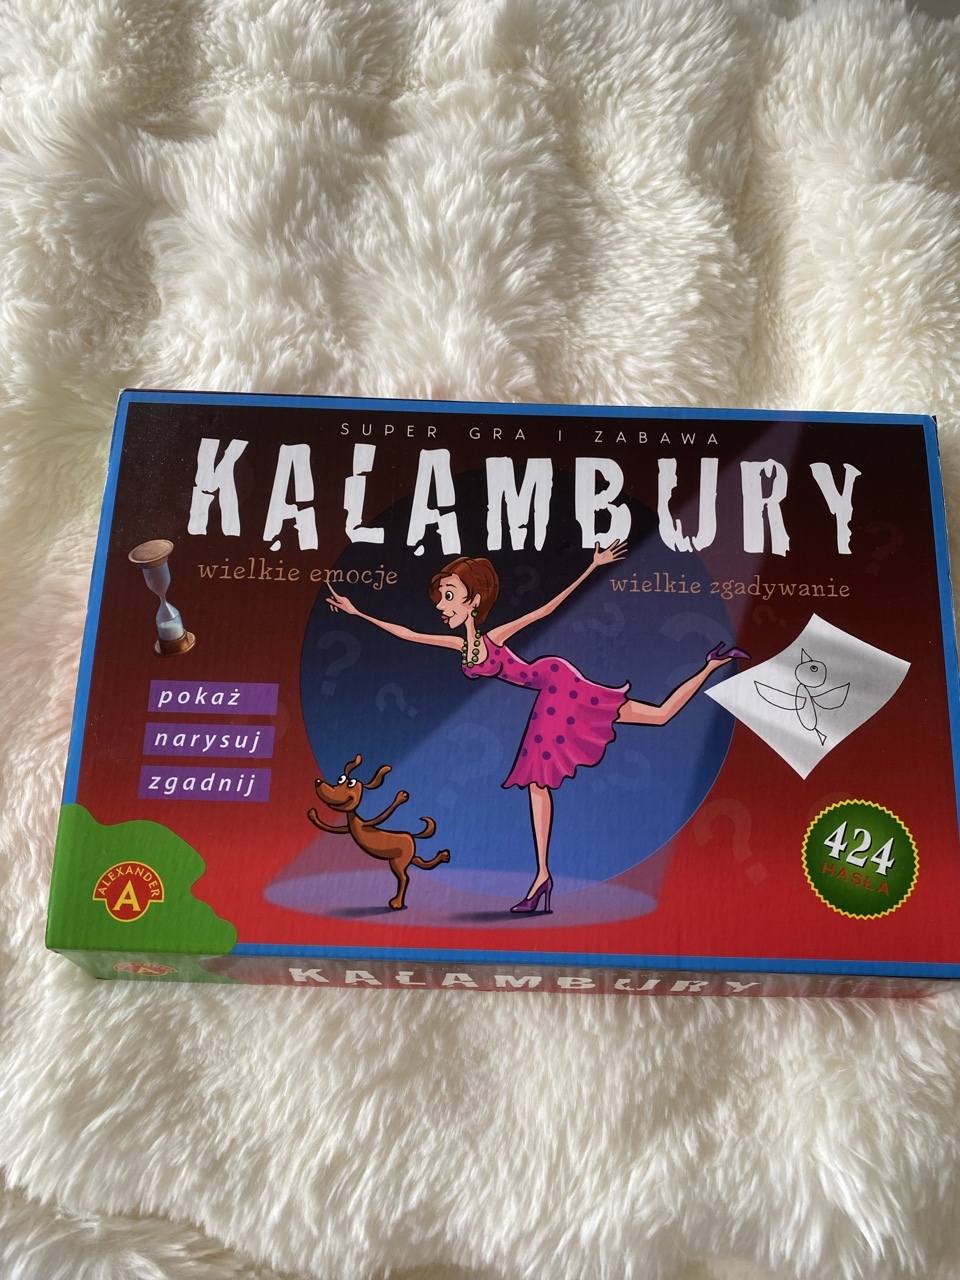 SUPER GRA I ZABAWA
KALAMBURY
wielkie emocje
wielkie zgadywanie
pokaż
narysuj
zgadnij
424
HASŁA
ALEXANDER
A
KALAMBURY